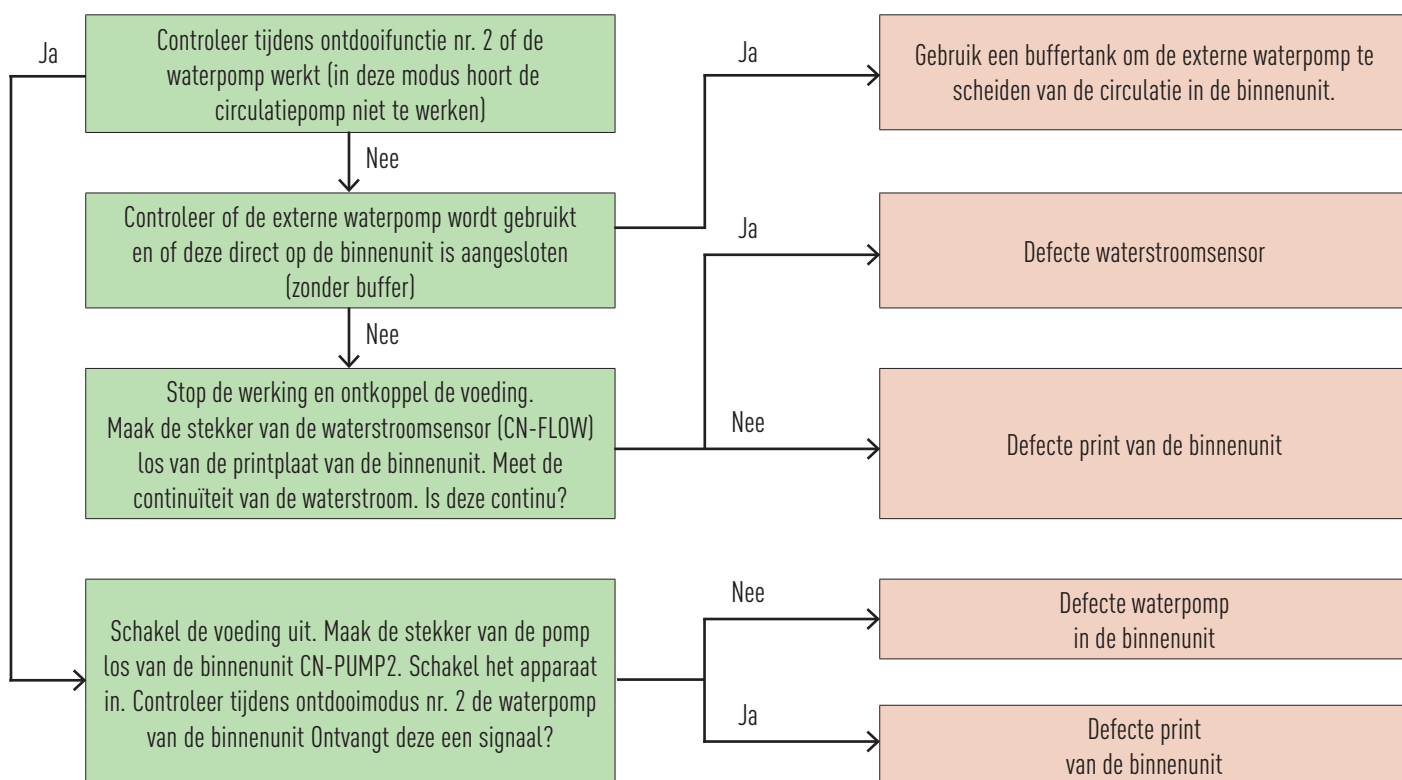 Ja
Controleer tijdens ontdooifunctie nr. 2 of de
waterpomp werkt (in deze modus hoort de
circulatiepomp niet te werken)
Ja
Gebruik een buffertank om de externe waterpomp te
scheiden van de circulatie in de binnenunit.
Nee
Controleer of de externe waterpomp wordt gebruikt
en of deze direct op de binnenunit is aangesloten
(zonder buffer)
Ja
Defecte waterstroomsensor
Nee
Stop de werking en ontkoppel de voeding.
Maak de stekker van de waterstroomsensor (CN-FLOW)
los van de printplaat van de binnenunit. Meet de
continuïteit van de waterstroom. Is deze continu?
Nee
Defecte print van de binnenunit
Schakel de voeding uit. Maak de stekker van de pomp
los van de binnenunit CN-PUMP2. Schakel het apparaat
in. Controleer tijdens ontdooimodus nr. 2 de waterpomp
van de binnenunit Ontvangt deze een signaal?
Nee
Defecte waterpomp
in de binnenunit
Ja
Defecte print
van de binnenunit